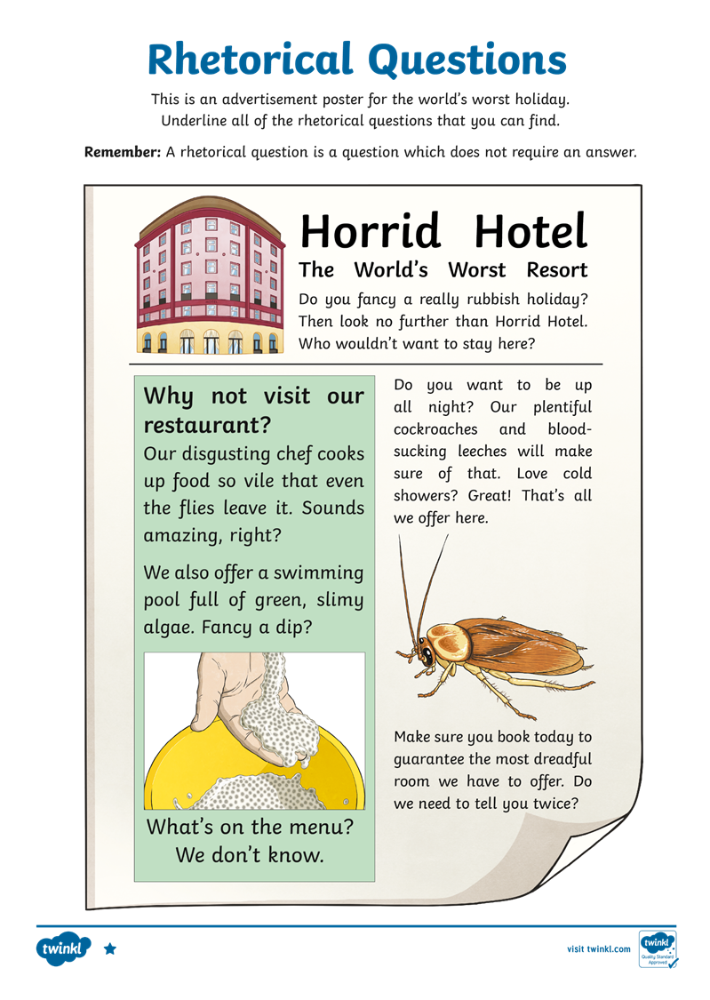 Rhetorical Questions
This is an advertisement poster for the world's worst holiday.
Underline all of the rhetorical questions that you can find.
Remember: A rhetorical question is a question which does not require an answer.
Horrid Hotel
The World's Worst Resort
Do you fancy a really rubbish holiday?
Then look no further than Horrid Hotel.
Who wouldn't want to stay here?
Why not visit our
restaurant?
Our disgusting chef cooks
up food so vile that even
the flies leave it. Sounds
amazing, right?
We also offer a swimming
pool full of green, slimy
algae. Fancy a dip?
What's on the menu?
We don't know.
Do you want to be up
all night? Our plentiful
cockroaches and blood-
sucking leeches will make
sure of that. Love cold
showers? Great! That's all
we offer here.
Make sure you book today to
guarantee the most dreadful
room we have to offer. Do
we need to tell you twice?
twinkl
visit twinkl.com
twinkl
Quality Standard
Approved